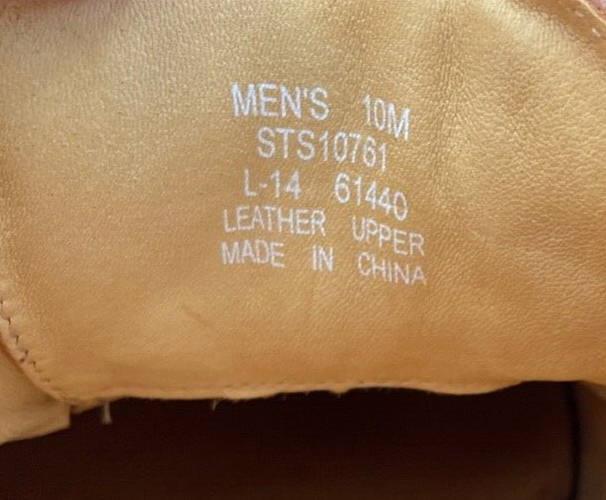 MEN'S 10M
STS10761
L-14 61440
LEATHER UPPER
MADE IN CHINA